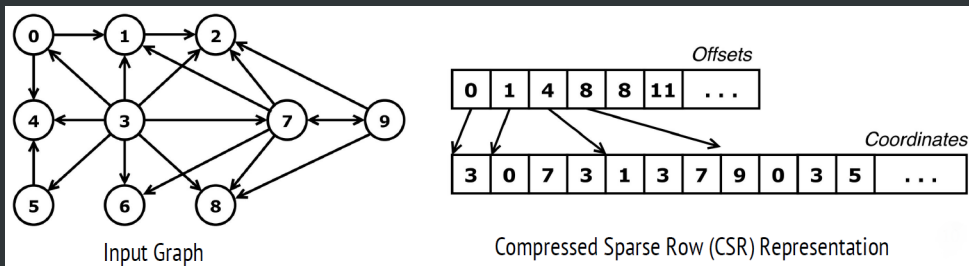 0 1 2
Offsets
0 1 4 8 8 11 ...
4 3 7 9
Coordinates
3 0 7 3 1 3 7 9 0 3 5 ...
5 6 8
Input Graph
Compressed Sparse Row (CSR) Representation